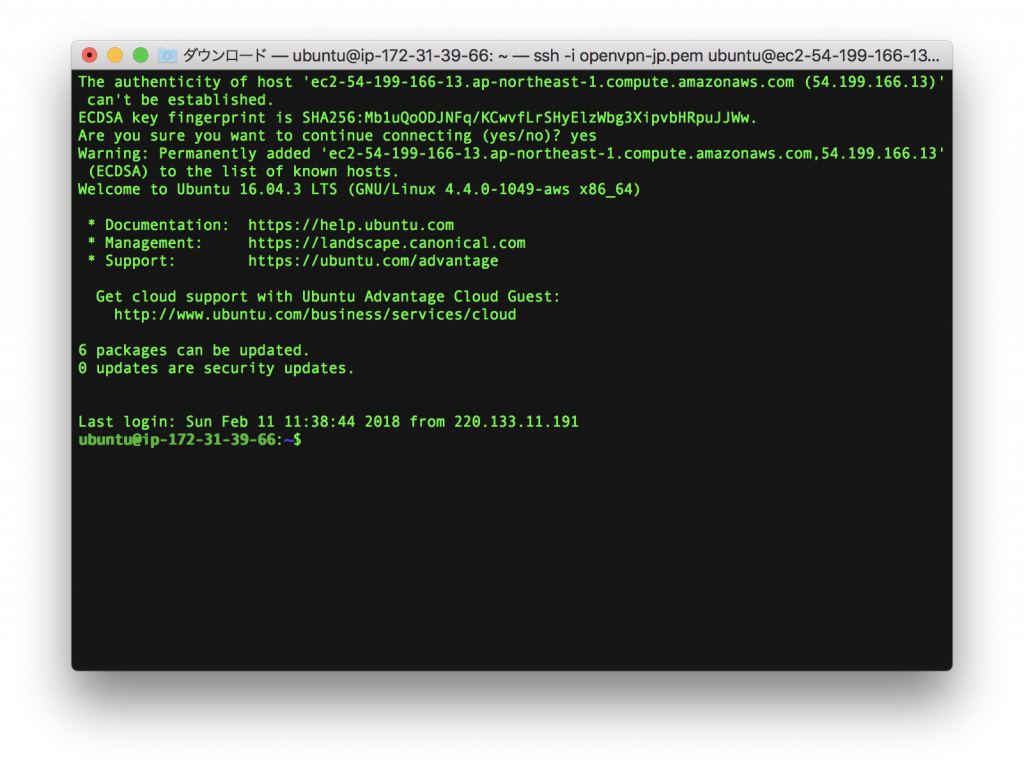 ダウンロード — ubuntu@ip-172-31-39-66: ~ — ssh -i openvpn-jp.pem ubuntu@ec2-54-199-166-13...
The authenticity of host 'ec2-54-199-166-13.ap-northeast-1.compute.amazonaws.com (54.199.166.13)'
can't be established.
ECDSA key fingerprint is SHA256:Mb1uQoODJNFq/KCwvfLrSHyElzWbg3XipvbHRpuJJWw.
Are you sure you want to continue connecting (yes/no)? yes
Warning: Permanently added 'ec2-54-199-166-13.ap-northeast-1.compute.amazonaws.com,54.199.166.13'
(ECDSA) to the list of known hosts.
Welcome to Ubuntu 16.04.3 LTS (GNU/Linux 4.4.0-1049-aws x86_64)
* Documentation: https://help.ubuntu.com
* Management: https://landscape.canonical.com
* Support: https://ubuntu.com/advantage
Get cloud support with Ubuntu Advantage Cloud Guest:
http://www.ubuntu.com/business/services/cloud
6 packages can be updated.
0 updates are security updates.
Last login: Sun Feb 11 11:38:44 2018 from 220.133.11.191
ubuntu@ip-172-31-39-66:~$